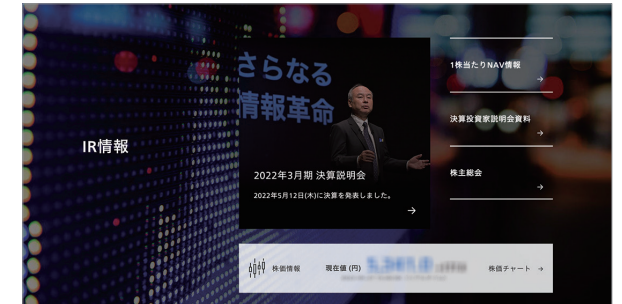 さらなる
情報革命
IR情報
2022年3月期 決算説明会
2022年5月12日(木)に決算を発表しました。
1株当たりNAV情報
決算投資家説明会資料
株主総会
株価情報
現在値 (円)
株価チャート